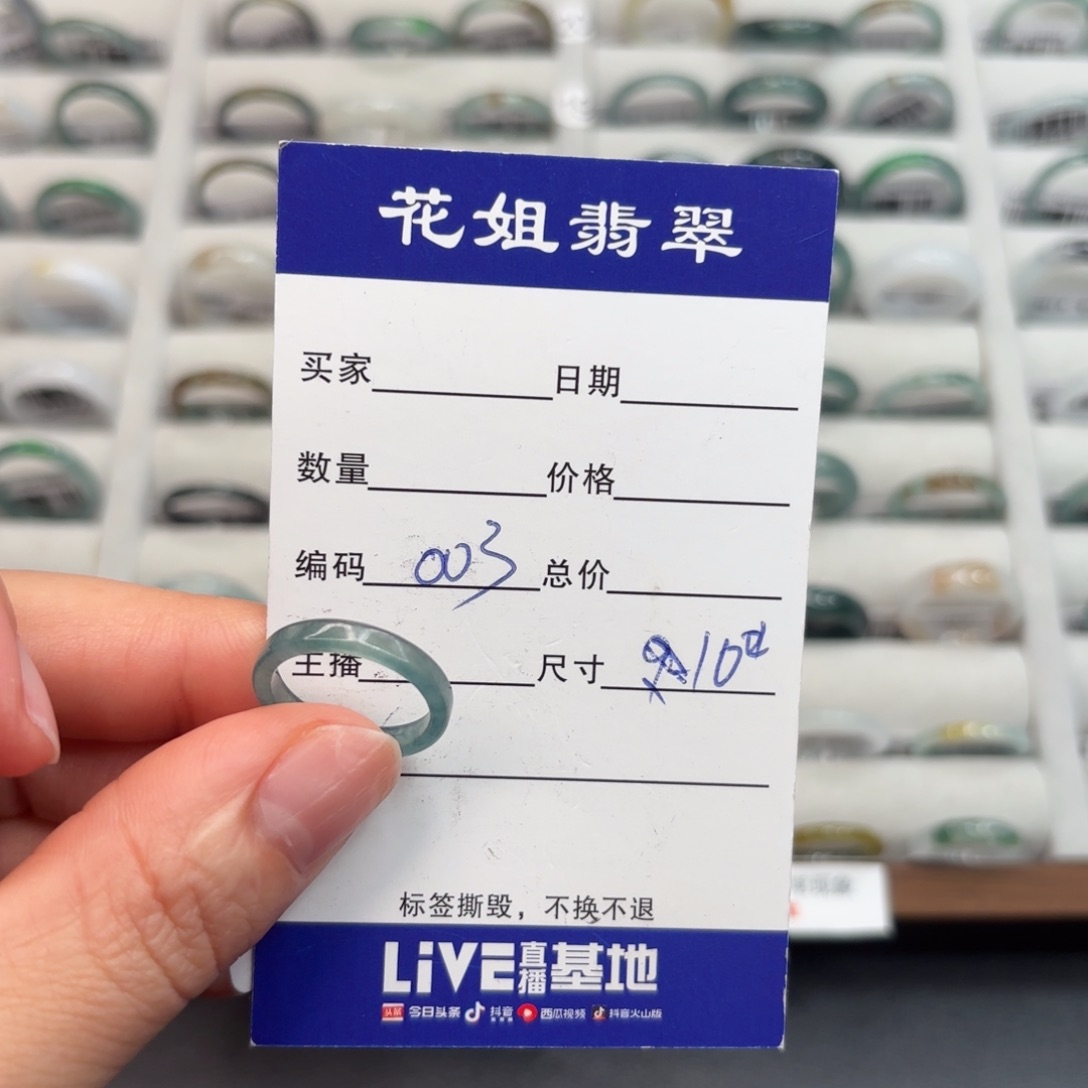 花姐翡翠
买家 日期
数量 价格
编码 003 总价
主播 尺寸 10
标签撕毁，不换不退
LiVE直播基地
头条 今日头条 抖音 西瓜视频 抖音火山版